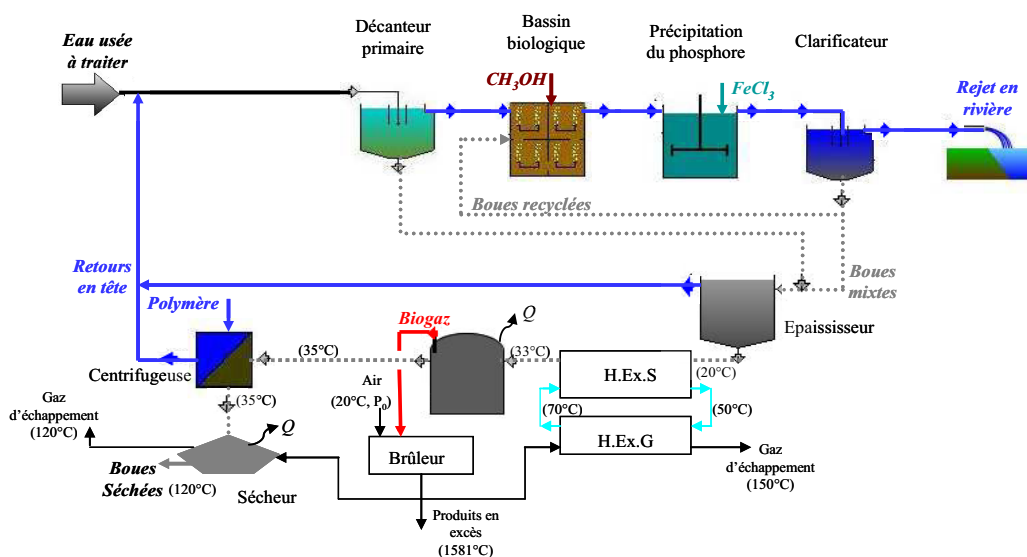 Eau usée
à traiter
Décanteur
primaire
Bassin
biologique
Précipitation
du phosphore
Clarificateur
CH3OH
FeCl3
Rejet en
rivière
Boues recyclées
Boues
mixtes
Retours
en tête
Polymère
Biogaz
Q
Epaississeur
(35°C)
(33°C)
H.Ex.S
(20°C)
Centrifugeuse
Air
(20°C, P0)
(70°C)
(50°C)
H.Ex.G
(35°C)
Gaz
d'échappement
(120°C)
Q
Brûleur
Gaz
d'échappement
(150°C)
Boues
Séchées
(120°C)
Sécheur
Produits en
excès
(1581°C)